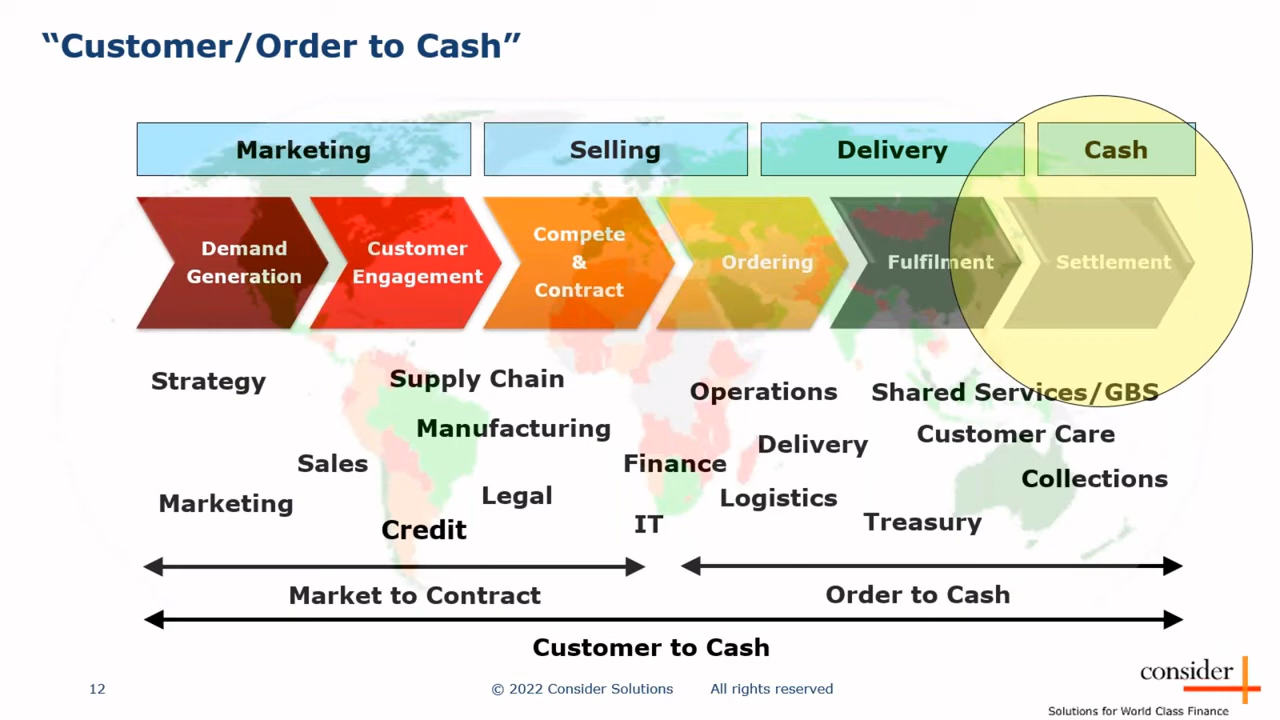 “Customer/Order to Cash”
Marketing
Selling
Delivery
Cash
Demand
Generation
Customer
Engagement
Compete
&
Contract
Ordering
Fulfilment
Settlement
Strategy
Supply Chain
Operations
Shared Services/GBS
Manufacturing
Delivery
Customer Care
Sales
Finance
Collections
Marketing
Legal
Logistics
Credit
IT
Treasury
Market to Contract
Order to Cash
Customer to Cash
12
© 2022 Consider Solutions All rights reserved
consider
Solutions for World Class Finance